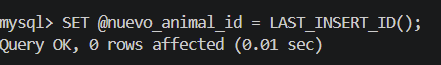 mysql> SET @nuevo_animal_id = LAST_INSERT_ID();
Query OK, 0 rows affected (0.01 sec)